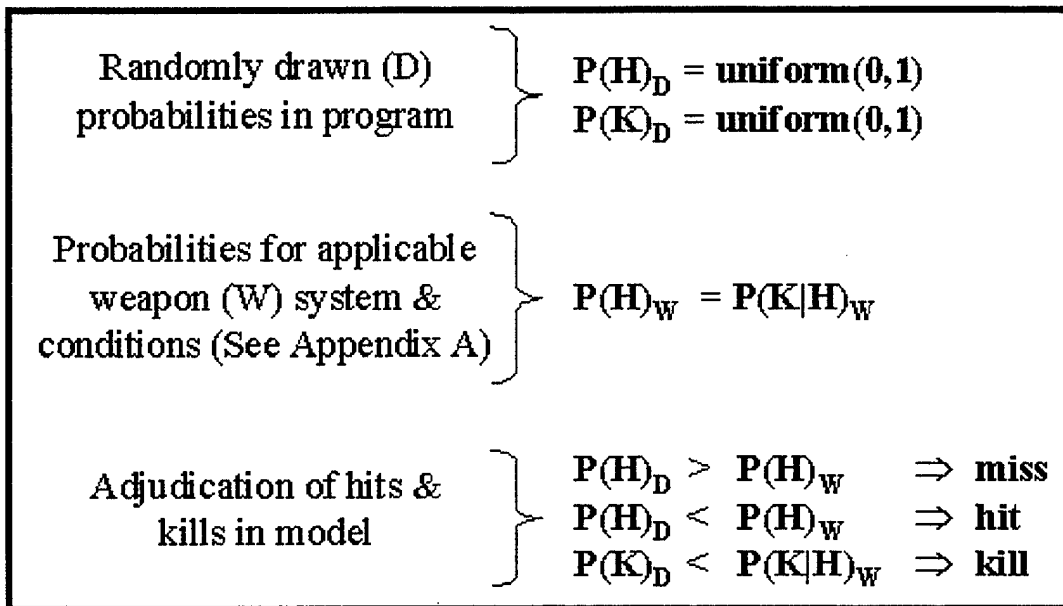 Randomly drawn (D)
probabilities in program
P(H)D = uniform(0,1)
P(K)D = uniform(0,1)
Probabilities for applicable
weapon (W) system &
conditions (See Appendix A)
P(H)W = P(K|H)W
Adjudication of hits &
kills in model
P(H)D > P(H)W ⇒ miss
P(H)D < P(H)W ⇒ hit
P(K)D < P(K|H)W ⇒ kill